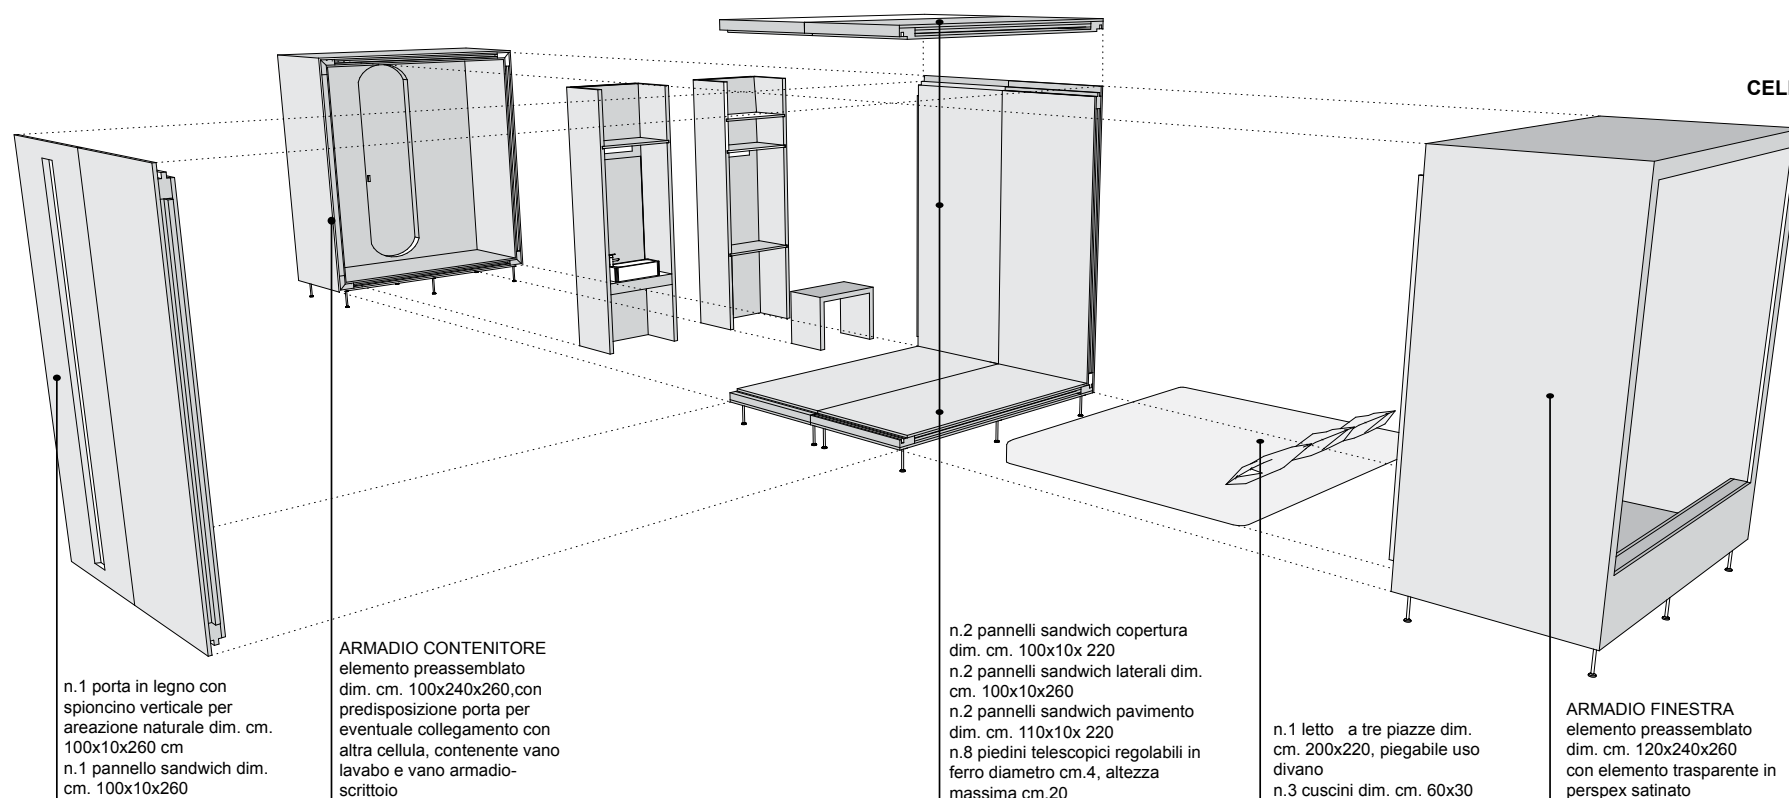 CELL
n.1 porta in legno con
spioncino verticale per
areazione naturale dim. cm.
100x10x260 cm
n.1 pannello sandwich dim.
cm. 100x10x260
ARMADIO CONTENITORE
elemento preassemblato
dim. cm. 100x240x260,con
predisposizione porta per
eventuale collegamento con
altra cellula, contenente vano
lavabo e vano armadio-
scrittoio
n.2 pannelli sandwich copertura
dim. cm. 100x10x 220
n.2 pannelli sandwich laterali dim.
cm. 100x10x260
n.2 pannelli sandwich pavimento
dim. cm. 110x10x 220
n.8 piedini telescopici regolabili in
ferro diametro cm.4, altezza
massima cm.20
n.1 letto a tre piazze dim.
cm. 200x220, piegabile uso
divano
n.3 cuscini dim. cm. 60x30
ARMADIO FINESTRA
elemento preassemblato
dim. cm. 120x240x260
con elemento trasparente in
perspex satinato